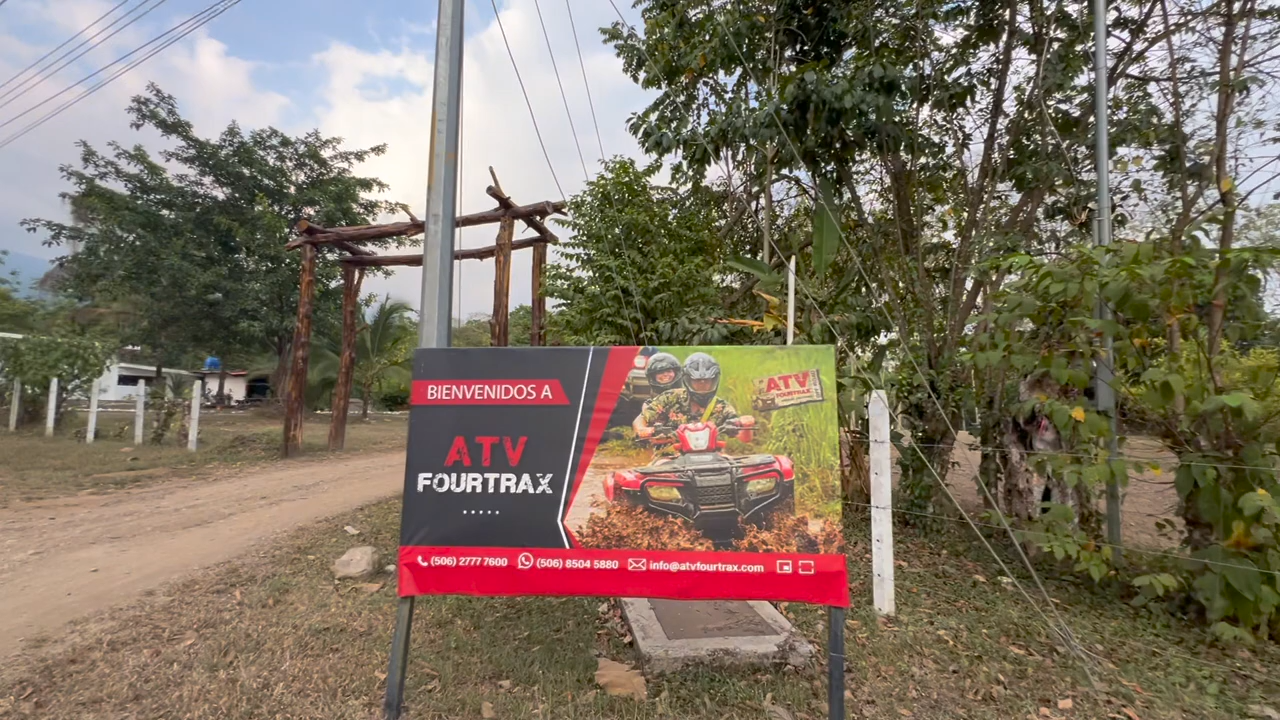 BIENVENIDOS A
ATV
FOURTRAX
(506) 2777 7600 (506) 8504 5880 info@atvfourtrax.com
ATV
FOURTRAX